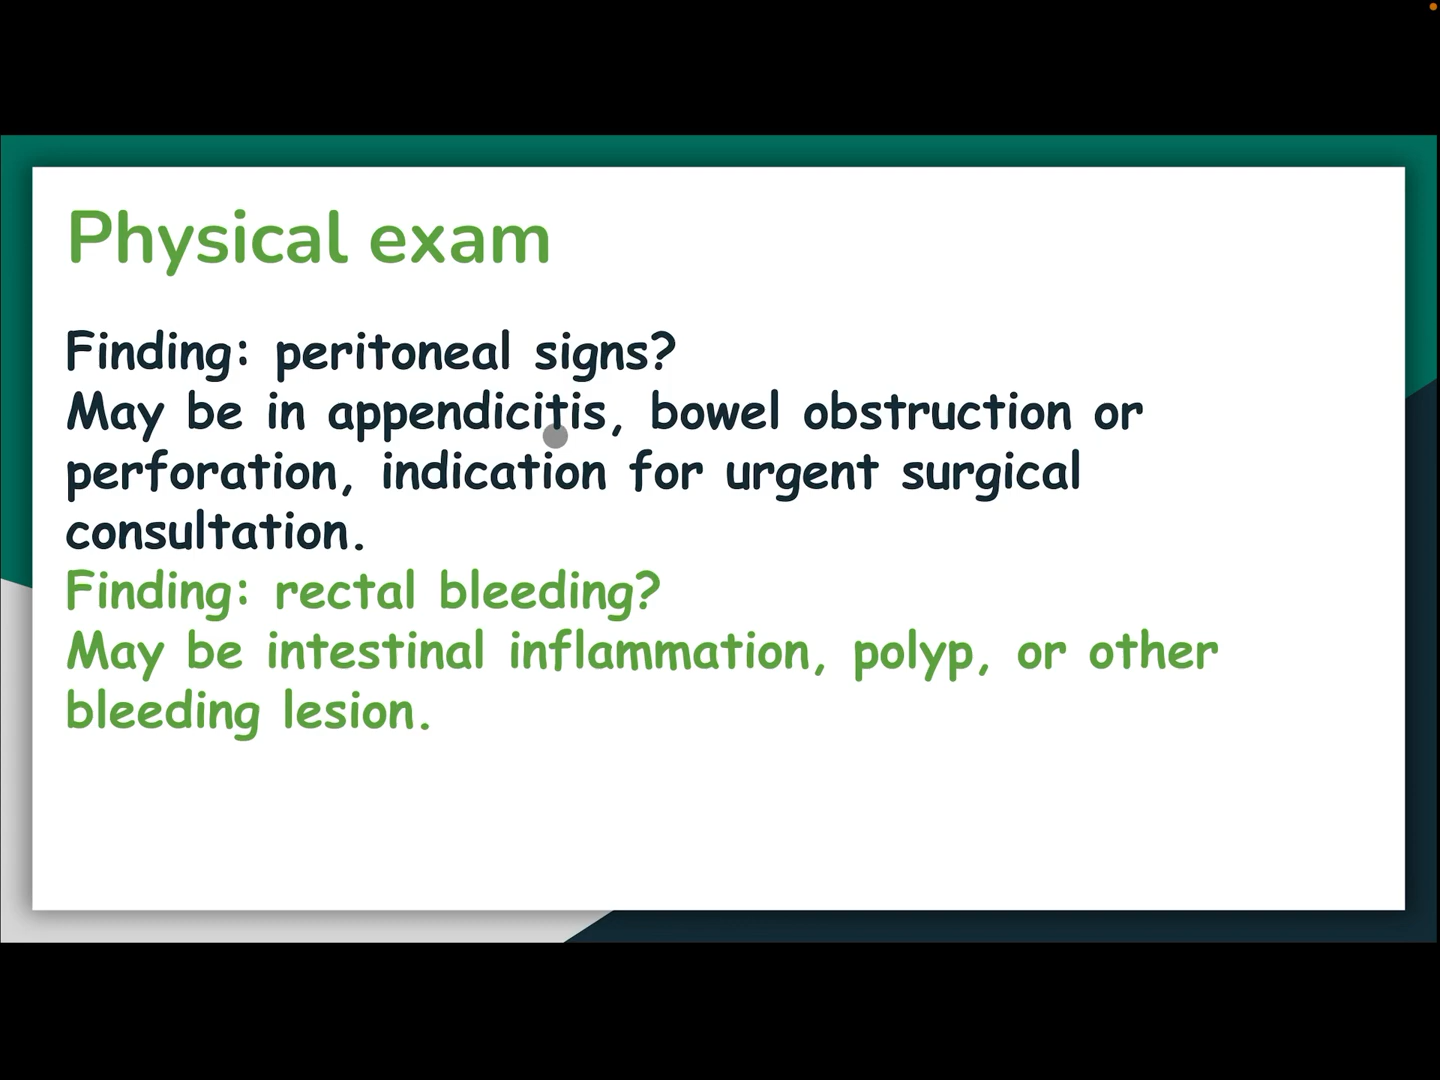 Physical exam
Finding: peritoneal signs?
May be in appendicitis, bowel obstruction or
perforation, indication for urgent surgical
consultation.
Finding: rectal bleeding?
May be intestinal inflammation, polyp, or other
bleeding lesion.